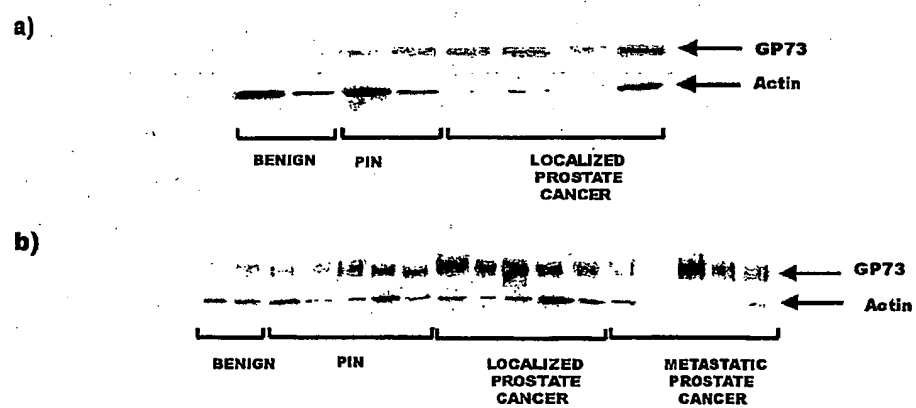 a)
GP73
Actin
BENIGN
PIN
LOCALIZED
PROSTATE
CANCER
b)
GP73
Actin
BENIGN
PIN
LOCALIZED
PROSTATE
CANCER
METASTATIC
PROSTATE
CANCER